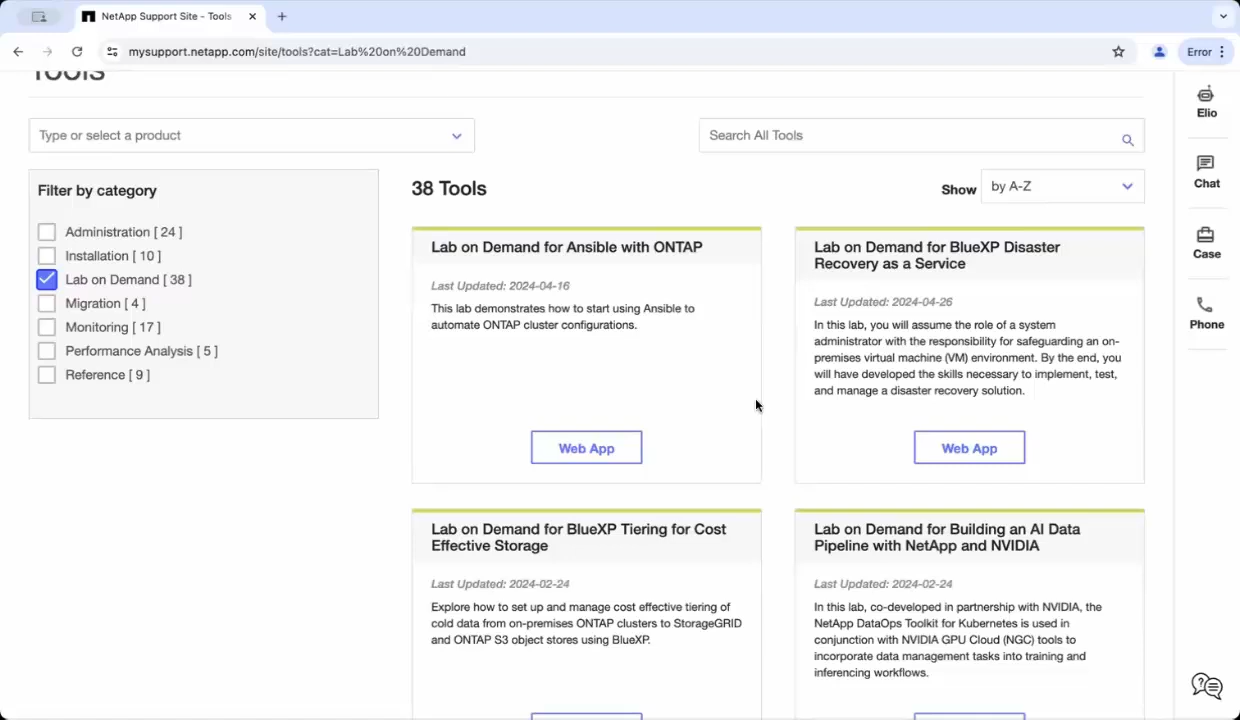 NetApp Support Site - Tools
mysupport.netapp.com/site/tools?cat=Lab%20on%20Demand
Error
Tools
Type or select a product
Search All Tools
Filter by category
Administration [ 24 ]
Installation [ 10 ]
Lab on Demand [ 38 ]
Migration [ 4 ]
Monitoring [ 17 ]
Performance Analysis [ 5 ]
Reference [ 9 ]
38 Tools
Show
by A-Z
Lab on Demand for Ansible with ONTAP
Last Updated: 2024-04-16
This lab demonstrates how to start using Ansible to
automate ONTAP cluster configurations.
Web App
Lab on Demand for BlueXP Disaster
Recovery as a Service
Last Updated: 2024-04-26
In this lab, you will assume the role of a system
administrator with the responsibility for safeguarding an on-
premises virtual machine (VM) environment. By the end, you
will have developed the skills necessary to implement, test,
and manage a disaster recovery solution.
Web App
Lab on Demand for BlueXP Tiering for Cost
Effective Storage
Last Updated: 2024-02-24
Explore how to set up and manage cost effective tiering of
cold data from on-premises ONTAP clusters to StorageGRID
and ONTAP S3 object stores using BlueXP.
Lab on Demand for Building an AI Data
Pipeline with NetApp and NVIDIA
Last Updated: 2024-02-24
In this lab, co-developed in partnership with NVIDIA, the
NetApp DataOps Toolkit for Kubernetes is used in
conjunction with NVIDIA GPU Cloud (NGC) tools to
incorporate data management tasks into training and
inferencing workflows.
Elio
Chat
Case
Phone